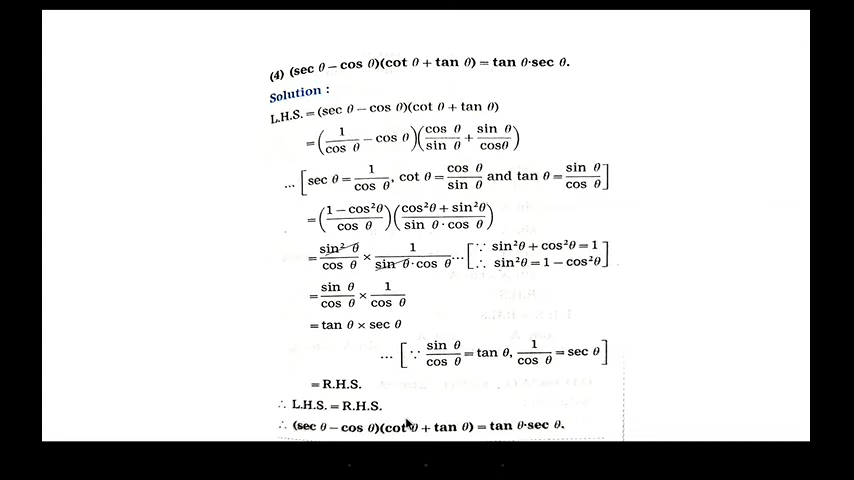 (4) (sec θ – cos θ)(cot θ + tan θ) = tan θ·sec θ.
Solution :
L.H.S. = (sec θ – cos θ)(cot θ + tan θ)
= (1/cos θ – cos θ)(cos θ/sin θ + sin θ/cosθ)
... [sec θ = 1/cos θ, cot θ = cos θ/sin θ and tan θ = sin θ/cos θ]
= (1 – cos²θ/cos θ)(cos²θ + sin²θ/sin θ · cos θ)
= sin² θ/cos θ × 1/sin θ · cos θ ... [∵ sin²θ + cos²θ = 1
∴ sin²θ = 1 – cos²θ]
= sin θ/cos θ × 1/cos θ
= tan θ × sec θ
... [∵ sin θ/cos θ = tan θ, 1/cos θ = sec θ]
= R.H.S.
∴ L.H.S. = R.H.S.
∴ (sec θ – cos θ)(cot θ + tan θ) = tan θ·sec θ.